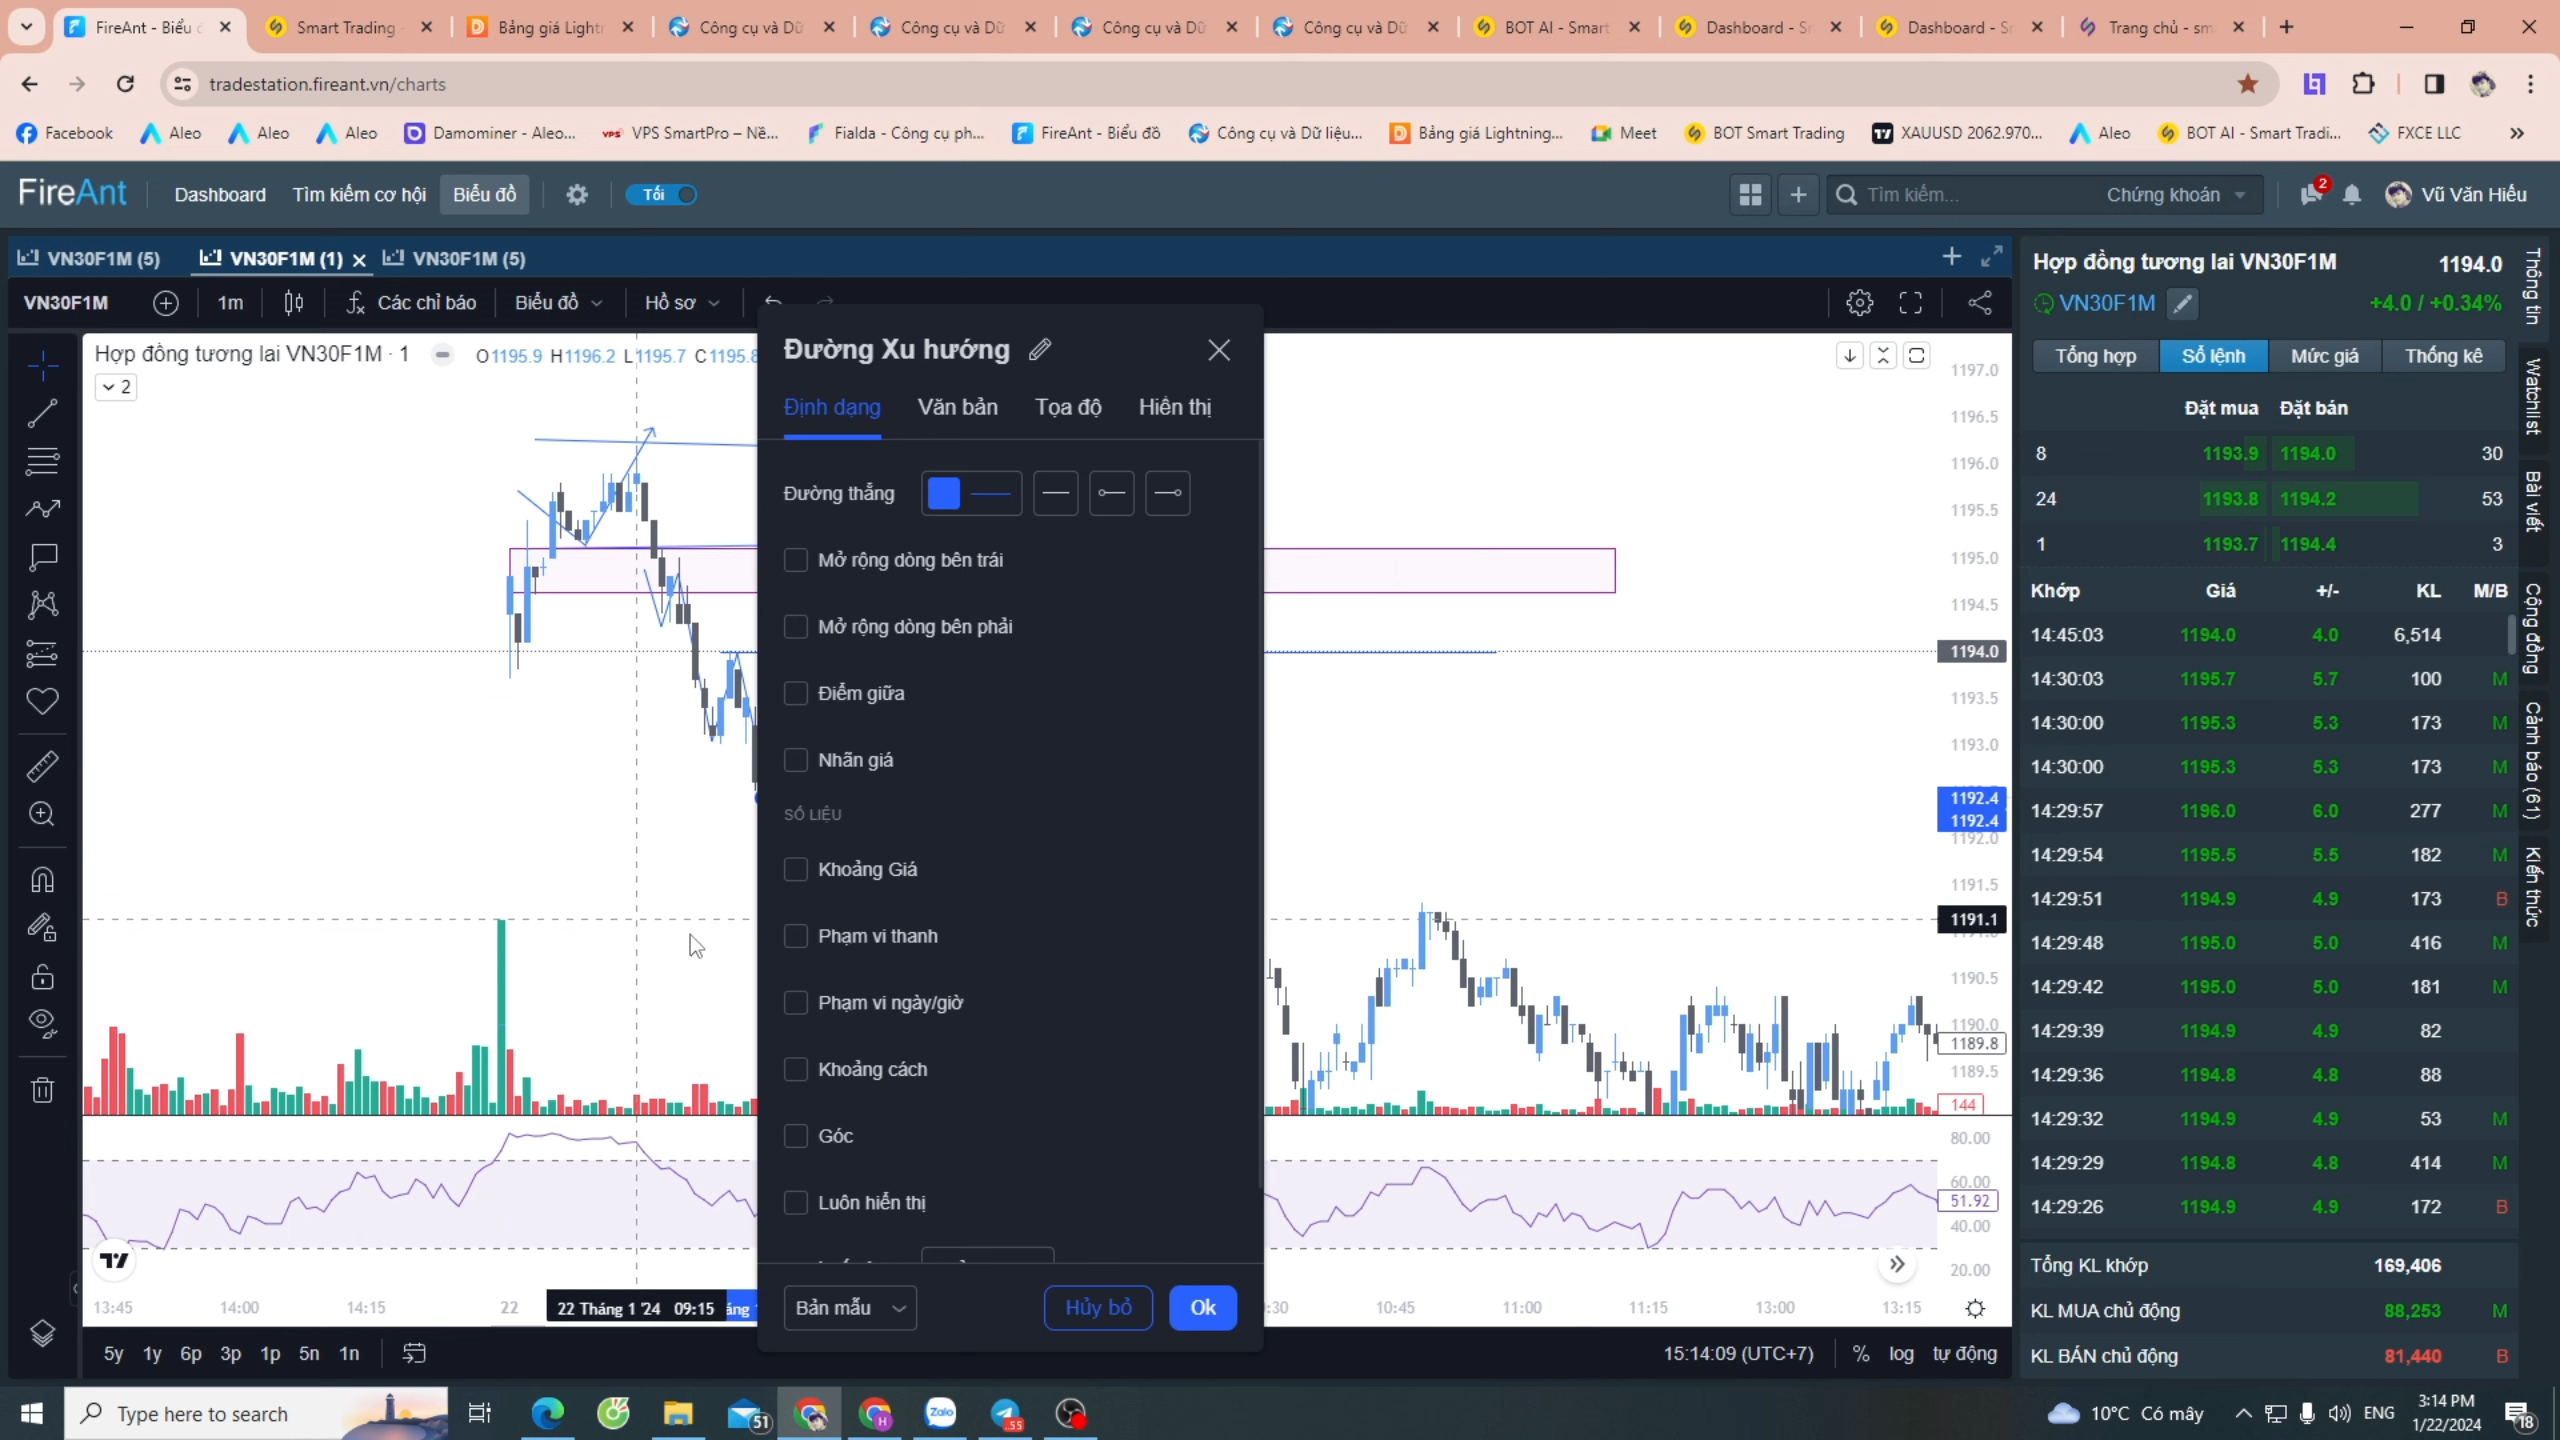 FireAnt - Biểu
Smart Trading
Bảng giá Light
Công cụ và Dữ
Công cụ và Dữ
Công cụ và Dữ
Công cụ và Dữ
BOT AI - Smart
Dashboard - S
Dashboard - S
Trang chủ - sm
tradestation.fireant.vn/charts
Facebook
Aleo
Aleo
Aleo
Damominer - Aleo...
VPS SmartPro – Nề...
Fialda - Công cụ ph...
FireAnt - Biểu đồ
Công cụ và Dữ liệu...
Bảng giá Lightning...
Meet
BOT Smart Trading
XAUUSD 2062.970...
Aleo
BOT AI - Smart Tradi...
FXCE LLC
FireAnt
Dashboard
Tìm kiếm cơ hội
Biểu đồ
Tối
Tìm kiếm...
Chứng khoán
2
Vũ Văn Hiếu
VN30F1M (5)
VN30F1M (1)
VN30F1M (5)
VN30F1M
1m
Các chỉ báo
Biểu đồ
Hồ sơ
Hợp đồng tương lai VN30F1M · 1
O1195.9 H1196.2 L1195.7 C1195.8
2
Đường Xu hướng
Định dạng
Văn bản
Tọa độ
Hiển thị
Đường thẳng
Mở rộng dòng bên trái
Mở rộng dòng bên phải
Điểm giữa
Nhãn giá
SỐ LIỆU
Khoảng Giá
Phạm vi thanh
Phạm vi ngày/giờ
Khoảng cách
Góc
Luôn hiển thị
Bản mẫu
Hủy bỏ
Ok
1197.0
1196.5
1196.0
1195.5
1195.0
1194.5
1194.0
1193.5
1193.0
1192.4
1192.4
1192.0
1191.5
1191.1
1190.5
1190.0
1189.8
1189.5
144
80.00
60.00
51.92
40.00
20.00
13:45
14:00
14:15
22
22 Tháng 1 '24 09:15
áng
:30
10:45
11:00
11:15
13:00
13:15
5y
1y
6p
3p
1p
5n
1n
15:14:09 (UTC+7)
%
log
tự động
Hợp đồng tương lai VN30F1M
1194.0
VN30F1M
+4.0 / +0.34%
Tổng hợp
Sổ lệnh
Mức giá
Thống kê
Đặt mua Đặt bán
8 1193.9 1194.0 30
24 1193.8 1194.2 53
1 1193.7 1194.4 3
Khớp Giá +/- KL M/B
14:45:03 1194.0 4.0 6,514
14:30:03 1195.7 5.7 100 M
14:30:00 1195.3 5.3 173 M
14:30:00 1195.3 5.3 173 M
14:29:57 1196.0 6.0 277 M
14:29:54 1195.5 5.5 182 M
14:29:51 1194.9 4.9 173 B
14:29:48 1195.0 5.0 416 M
14:29:42 1195.0 5.0 181 M
14:29:39 1194.9 4.9 82
14:29:36 1194.8 4.8 88
14:29:32 1194.9 4.9 53 M
14:29:29 1194.8 4.8 414 M
14:29:26 1194.9 4.9 172 B
Tổng KL khớp 169,406
KL MUA chủ động 88,253 M
KL BÁN chủ động 81,440 B
Thông tin
Watchlist
Bài viết
Cộng đồng
Cảnh báo (61)
Kiến thức
Type here to search
51
Zalo
55
10°C Có mây
ENG
3:14 PM
1/22/2024
18